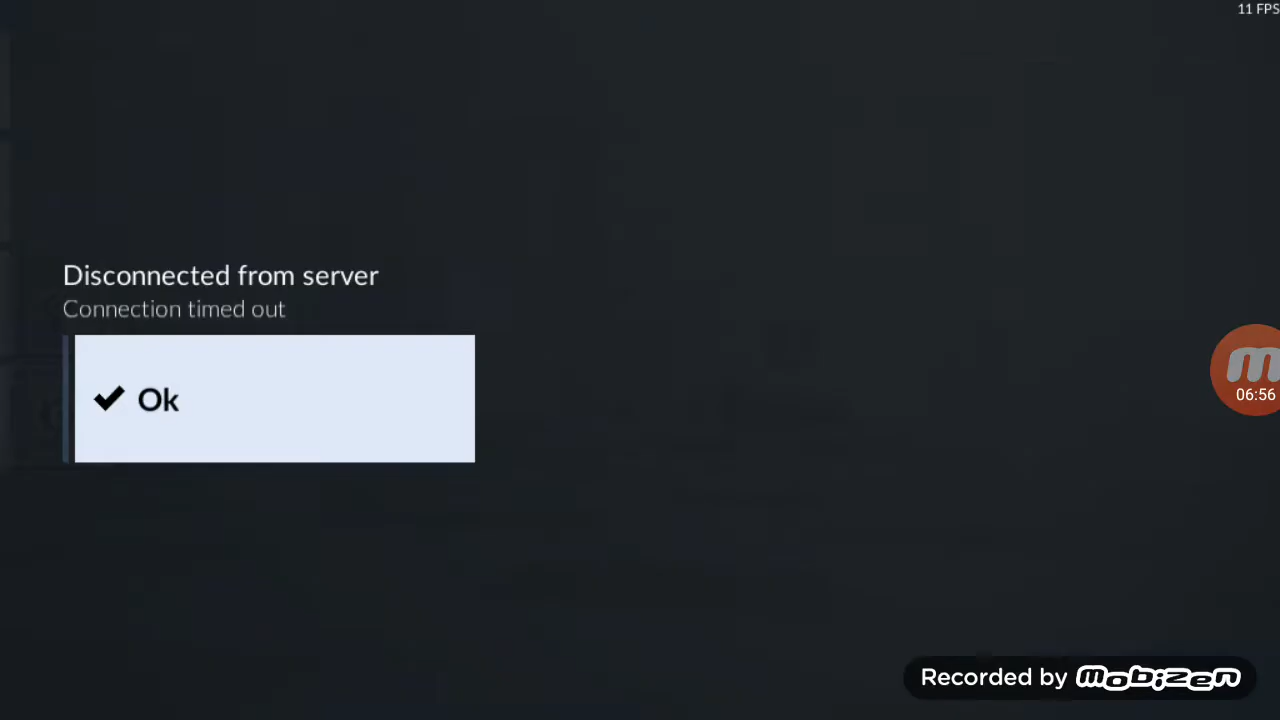 11 FPS
Disconnected from server
Connection timed out
Ok
06:56
Recorded by mobizen